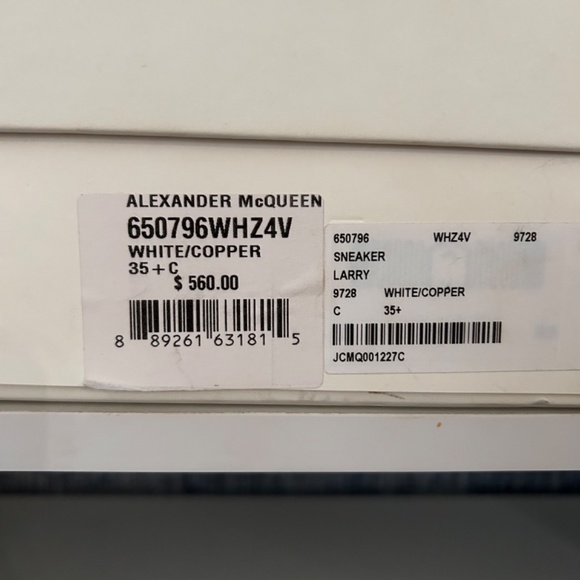 ALEXANDER McQUEEN
650796WHZ4V
WHITE/COPPER
35+C
$ 560.00
8 89261 63181 5
650796 WHZ4V 9728
SNEAKER
LARRY
9728 WHITE/COPPER
C 35+
JCMQ001227C